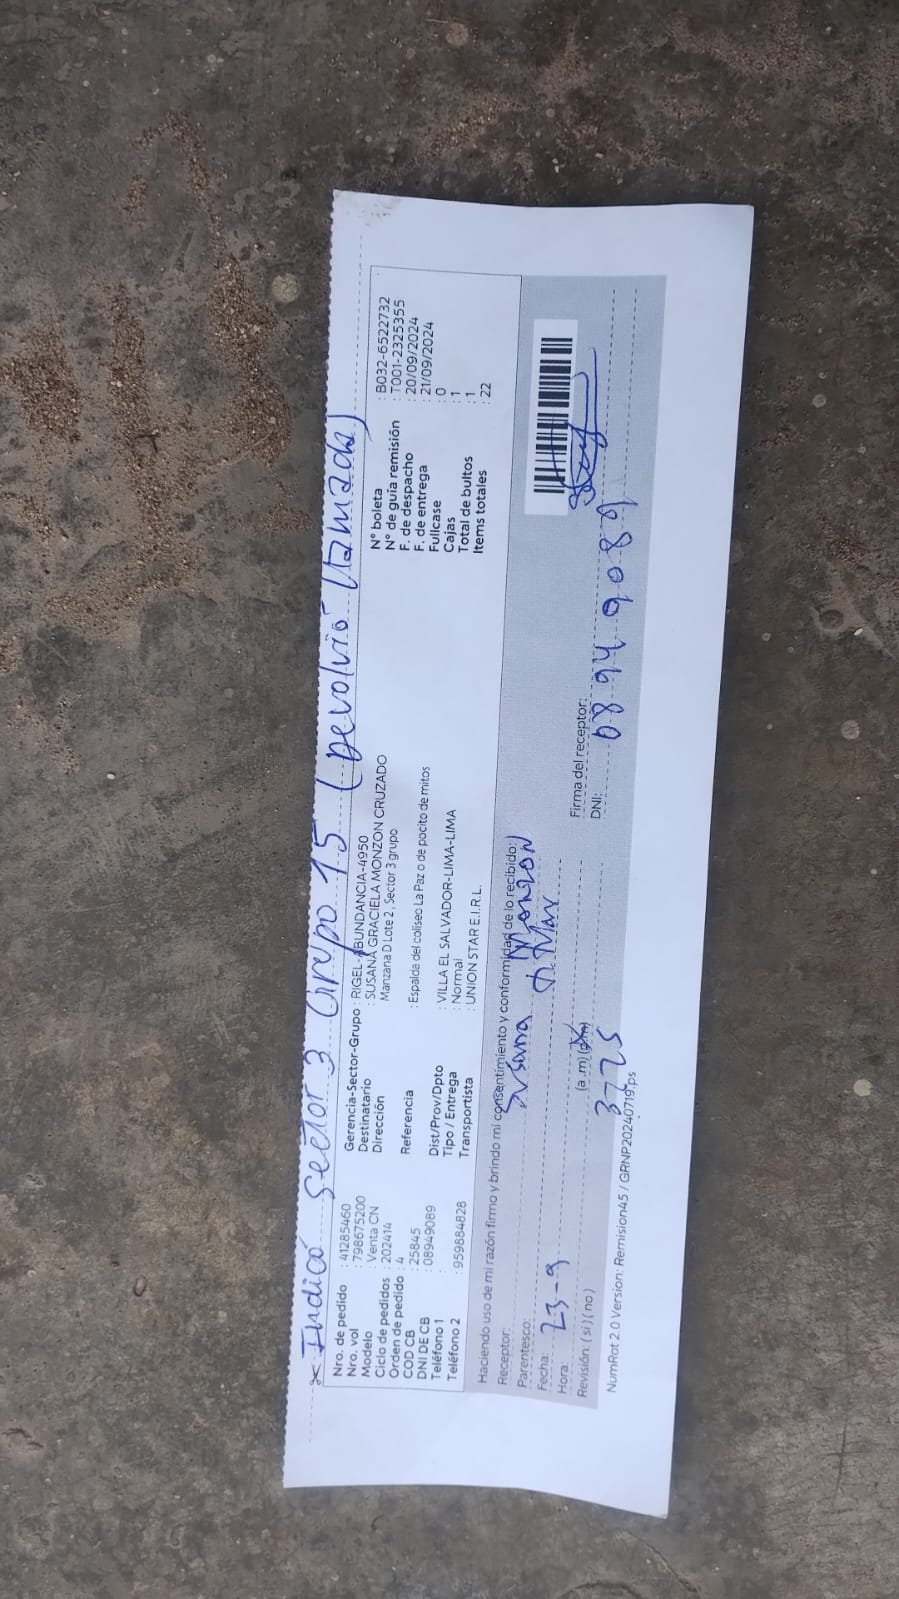 Indicó sector 3 Grupo 15 (Devolvió llamada)
Nro. de pedido : 41285460
Nro. vol : 798675200
Modelo Venta CN
Ciclo de pedidos : 202414
Orden de pedido : 4
COD CB : 25845
DNI DE CB : 08949089
Teléfono 1 :
Teléfono 2 : 959884828
Gerencia-Sector-Grupo : RIGEL-ABUNDANCIA-4950
Destinatario : SUSANA GRACIELA MONZON CRUZADO
Dirección Manzana D Lote 2 , Sector 3 grupo
Referencia : Espalda del coliseo La Paz o de pocito de mitos
Dist/Prov/Dpto : VILLA EL SALVADOR-LIMA-LIMA
Tipo / Entrega : Normal
Transportista : UNION STAR E.I.R.L.
N° boleta : B032-6522732
N° de guía remisión : T001-2325355
F. de despacho : 20/09/2024
F. de entrega : 21/09/2024
Fullcase : 0
Cajas : 1
Total de bultos : 1
Items totales : 22
Haciendo uso de mi razón firmo y brindo mi consentimiento y conformidad de lo recibido:
Receptor: Susana Monzon
Parentesco:
Fecha: 23-9
Hora: (a .m) (p.m)
Revisión: ( si ) ( no ) 3725
Firma del receptor:
DNI: 08949089
NumRot 2.0 Version: Remision45 / GRNP20240719.ps